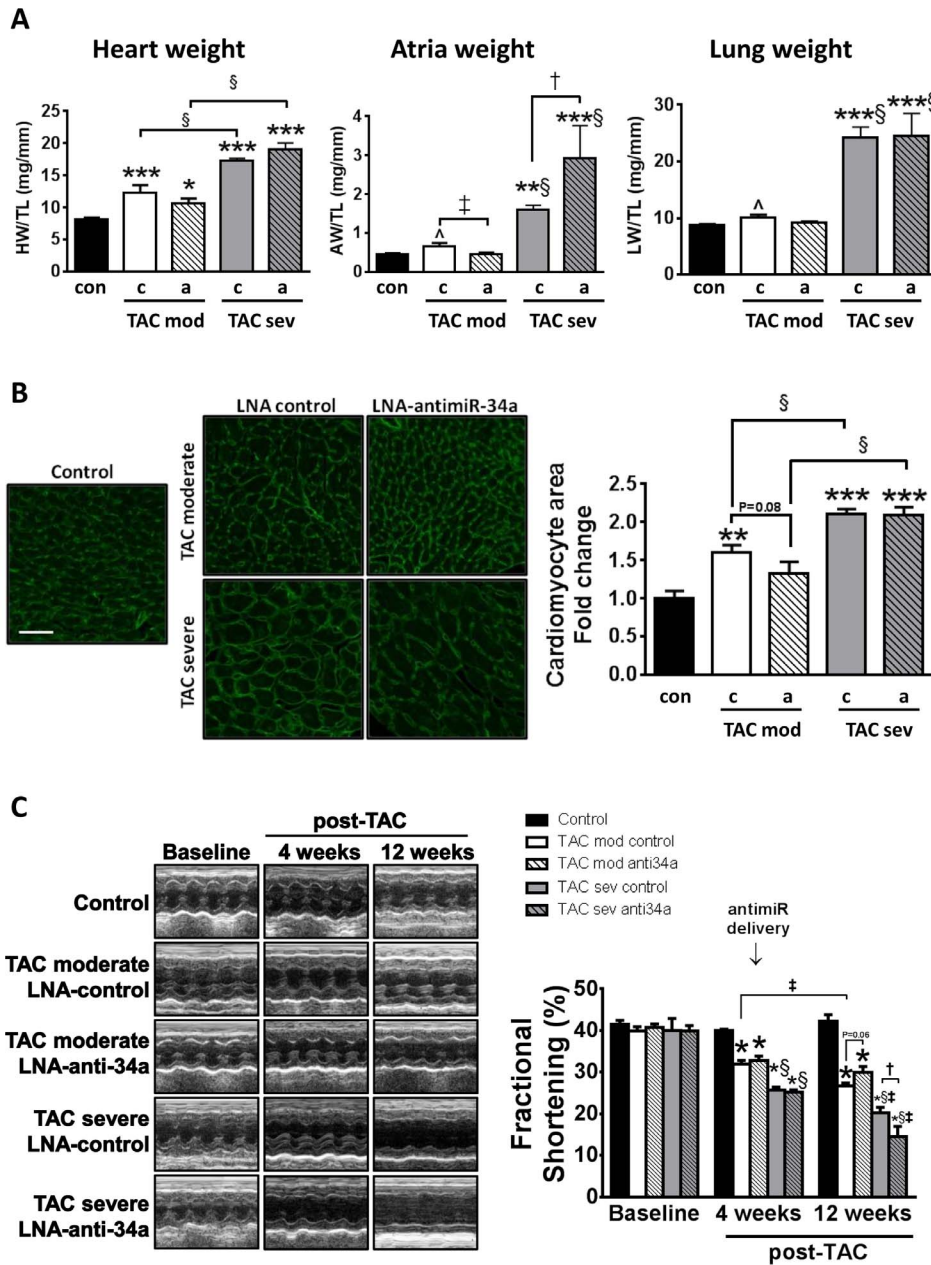 A
Heart weight
HW/TL (mg/mm)
25
20
15
10
5
0
***
*
***
***
§
§
con
c
a
c
a
TAC mod
TAC sev
Atria weight
AW/TL (mg/mm)
4
3
2
1
0
^
‡
**§
***§
†
con
c
a
c
a
TAC mod
TAC sev
Lung weight
LW/TL (mg/mm)
30
20
10
0
^
***§
***§
con
c
a
c
a
TAC mod
TAC sev
B
Control
LNA control
LNA-antimiR-34a
TAC moderate
TAC severe
Cardiomyocyte area
Fold change
2.5
2.0
1.5
1.0
0.5
0.0
**
P=0.08
***
***
§
§
con
c
a
c
a
TAC mod
TAC sev
C
post-TAC
Baseline
4 weeks
12 weeks
Control
TAC moderate
LNA-control
TAC moderate
LNA-anti-34a
TAC severe
LNA-control
TAC severe
LNA-anti-34a
Control
TAC mod control
TAC mod anti34a
TAC sev control
TAC sev anti34a
antimiR
delivery
↓
Fractional
Shortening (%)
50
40
30
20
10
0
‡
*
*
*§
*§
P=0.06
*
*
†
*§‡
*§‡
Baseline
4 weeks
12 weeks
post-TAC